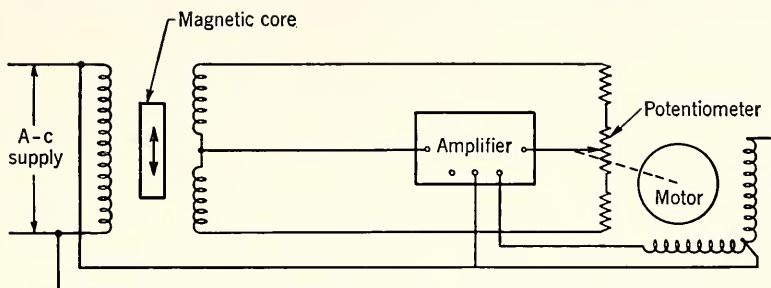 Magnetic core
A-c
supply
Amplifier
Potentiometer
Motor